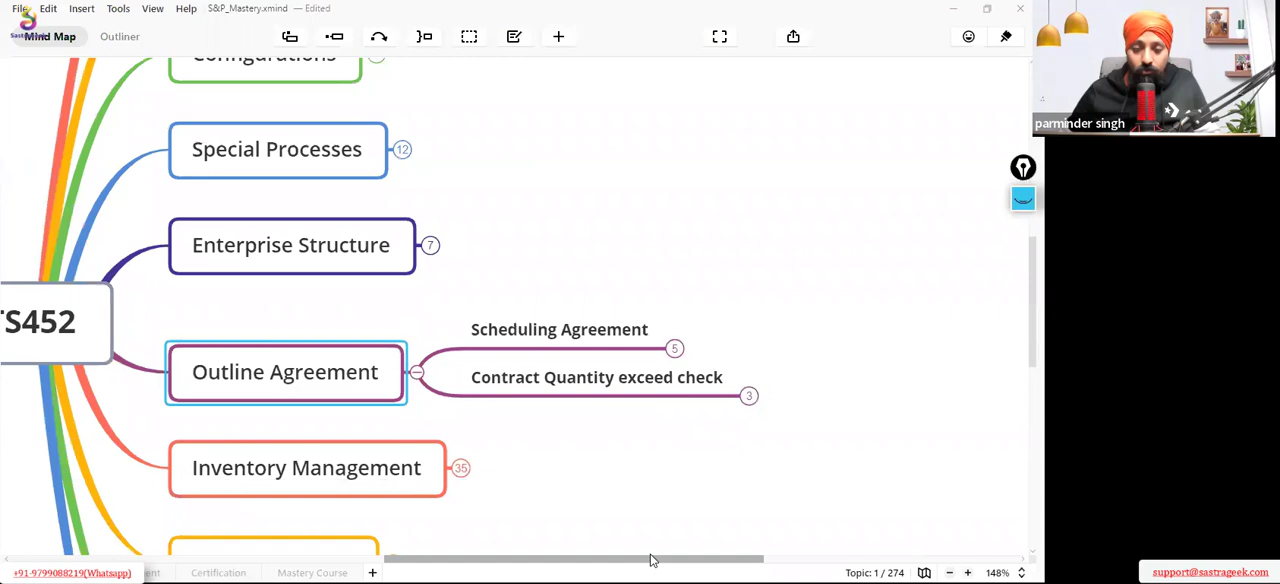 File Edit Insert Tools View Help S&P_Mastery.xmind — Edited
Mind Map Outliner
parminder singh
Configurations
Special Processes 12
Enterprise Structure 7
TS452
Scheduling Agreement 5
Outline Agreement
Contract Quantity exceed check 3
Inventory Management 35
+91-9799088219(Whatsapp) Certification Mastery Course Topic: 1 / 274 148% support@sastrageek.com